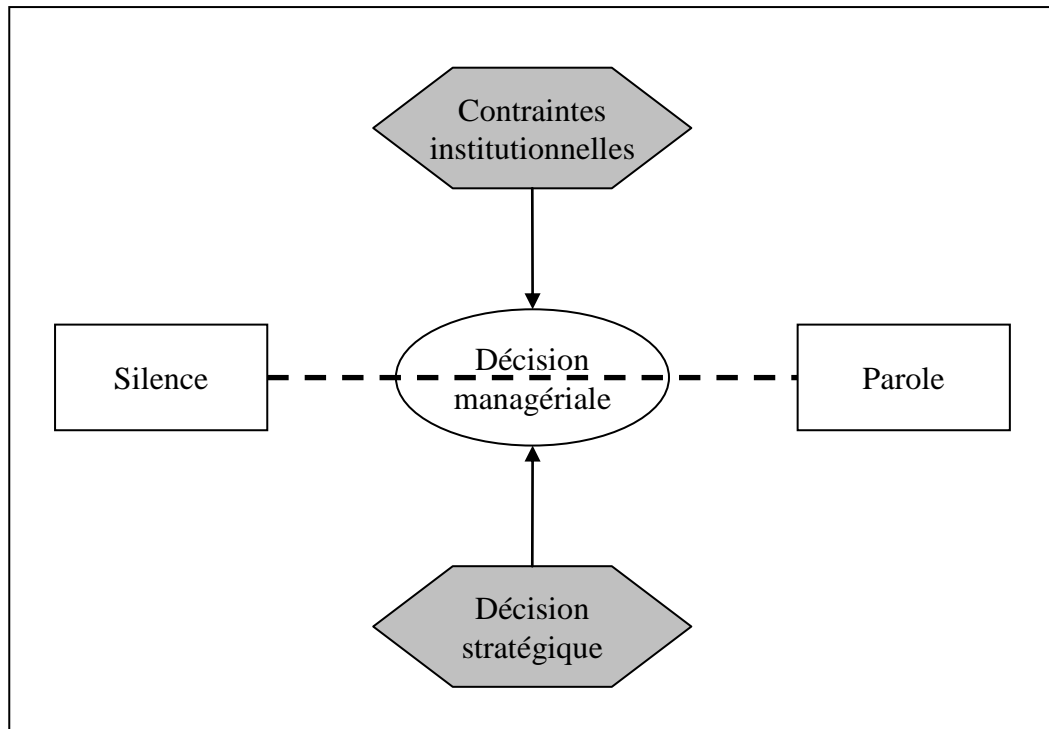 Contraintes
institutionnelles
Silence
Décision
managériale
Parole
Décision
stratégique